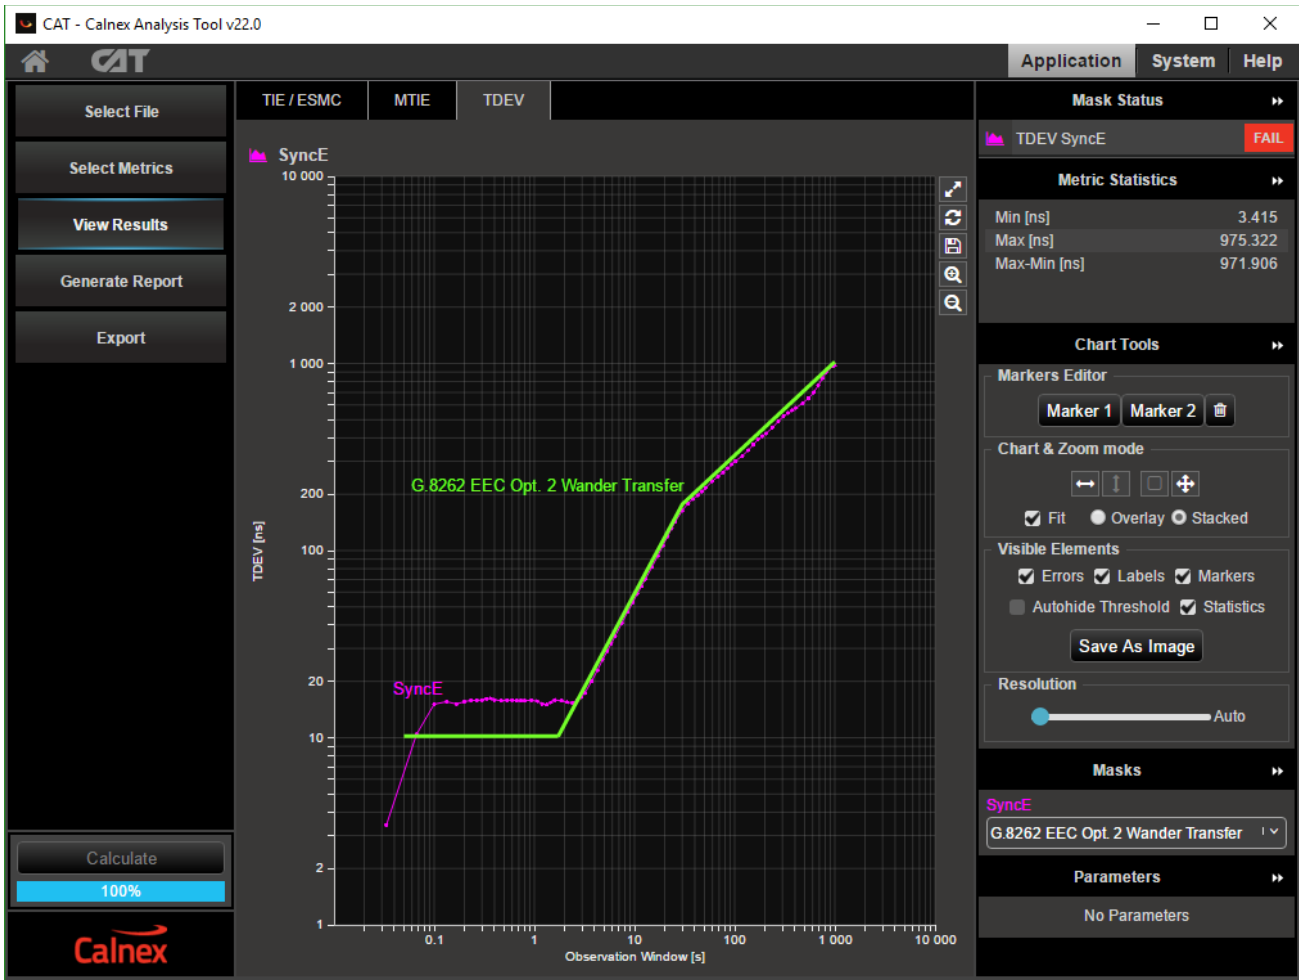 CAT - Calnex Analysis Tool v22.0
CAT
Application System Help
Select File
Select Metrics
View Results
Generate Report
Export
Calculate
100%
Calnex
TIE / ESMC MTIE TDEV
SyncE
10 000
2 000
1 000
200
100
20
10
2
1
TDEV [ns]
G.8262 EEC Opt. 2 Wander Transfer
SyncE
0.1 1 10 100 1 000 10 000
Observation Window [s]
Mask Status
TDEV SyncE FAIL
Metric Statistics
Min [ns] 3.415
Max [ns] 975.322
Max-Min [ns] 971.906
Chart Tools
Markers Editor
Marker 1 Marker 2
Chart & Zoom mode
Fit Overlay Stacked
Visible Elements
Errors Labels Markers
Autohide Threshold Statistics
Save As Image
Resolution
Auto
Masks
SyncE
G.8262 EEC Opt. 2 Wander Transfer
Parameters
No Parameters